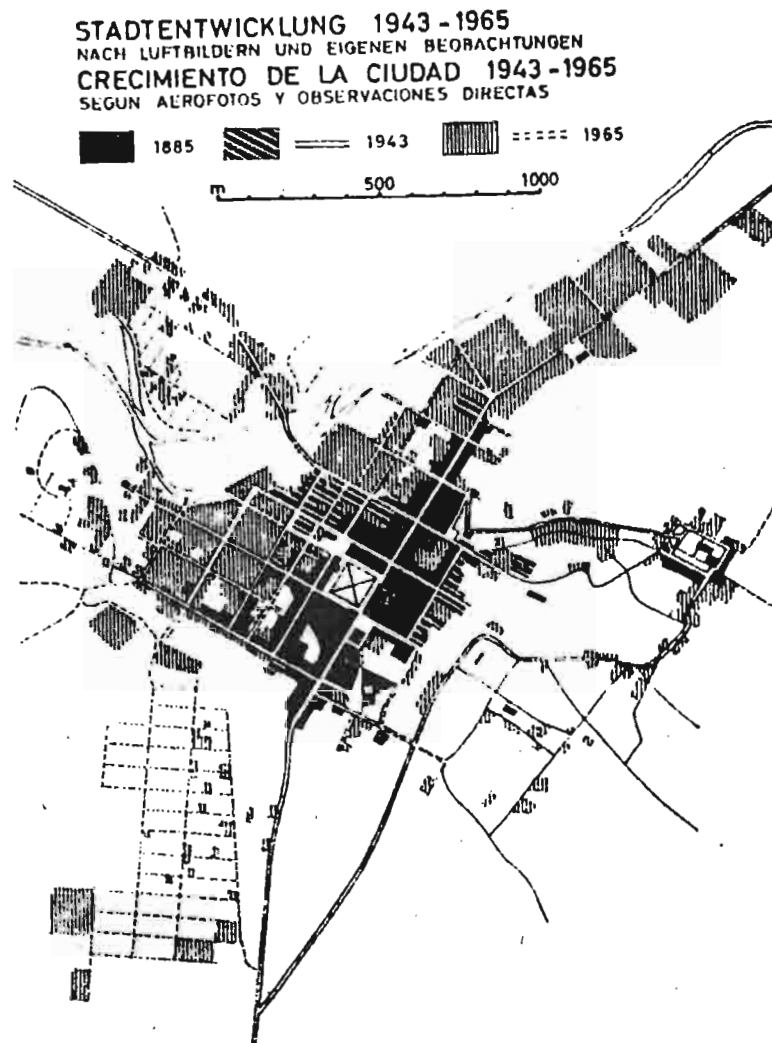 STADTENTWICKLUNG 1943-1965
NACH LUFTBILDERN UND EIGENEN BEOBACHTUNGEN
CRECIMIENTO DE LA CIUDAD 1943-1965
SEGUN AEROFOTOS Y OBSERVACIONES DIRECTAS
1885 1943 1965
m 500 1000